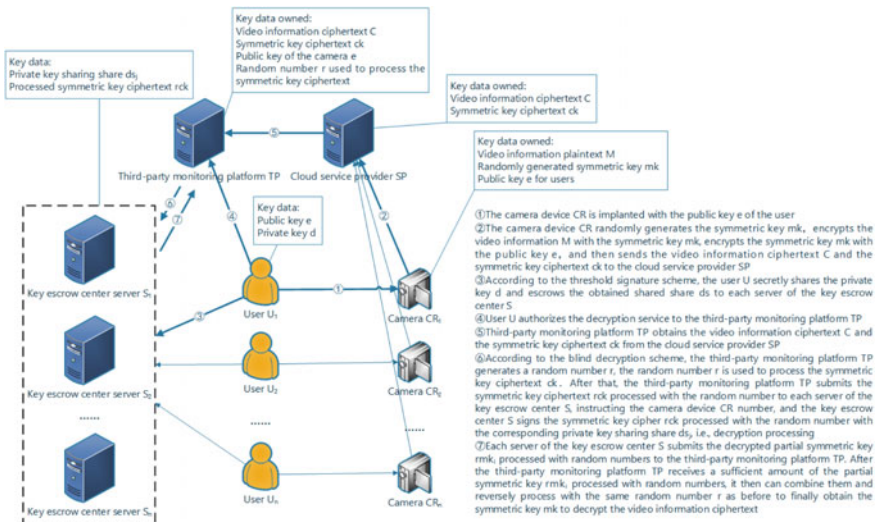 Key data owned:
Video information ciphertext C
Symmetric key ciphertext ck
Public key of the camera e
Random number r used to process the
symmetric key ciphertext
Key data:
Private key sharing share dsⱼ
Processed symmetric key ciphertext rck
Key data owned:
Video information ciphertext C
Symmetric key ciphertext ck
Key data owned:
Video information plaintext M
Randomly generated symmetric key mk
Public key e for users
⑤
Third-party monitoring platform TP
Cloud service provider SP
⑥
⑦
④
②
Key data:
Public key e
Private key d
①
③
Key escrow center server S₁
User U₁
Camera CR₁
Key escrow center server S₂
User U₂
Camera CR₂
......
......
......
Key escrow center server Sₙ
User Uₙ
Camera CRₙ
①The camera device CR is implanted with the public key e of the user
②The camera device CR randomly generates the symmetric key mk, encrypts the
video information M with the symmetric key mk, encrypts the symmetric key mk with
the public key e, and then sends the video information ciphertext C and the
symmetric key ciphertext ck to the cloud service provider SP
③According to the threshold signature scheme, the user U secretly shares the private
key d and escrows the obtained shared share ds to each server of the key escrow
center S
④User U authorizes the decryption service to the third-party monitoring platform TP
⑤Third-party monitoring platform TP obtains the video information ciphertext C and
the symmetric key ciphertext ck from the cloud service provider SP
⑥According to the blind decryption scheme, the third-party monitoring platform TP
generates a random number r, the random number r is used to process the symmetric
key ciphertext ck. After that, the third-party monitoring platform TP submits the
symmetric key ciphertext rck processed with the random number to each server of the
key escrow center S, instructing the camera device CR number, and the key escrow
center S signs the symmetric key cipher rck processed with the random number with
the corresponding private key sharing share dsⱼ, i.e., decryption processing
⑦Each server of the key escrow center S submits the decrypted partial symmetric key
rmkⱼ processed with random numbers to the third-party monitoring platform TP. After
the third-party monitoring platform TP receives a sufficient amount of the partial
symmetric key rmkⱼ processed with random numbers, it then can combine them and
reversely process with the same random number r as before to finally obtain the
symmetric key mk to decrypt the video information ciphertext